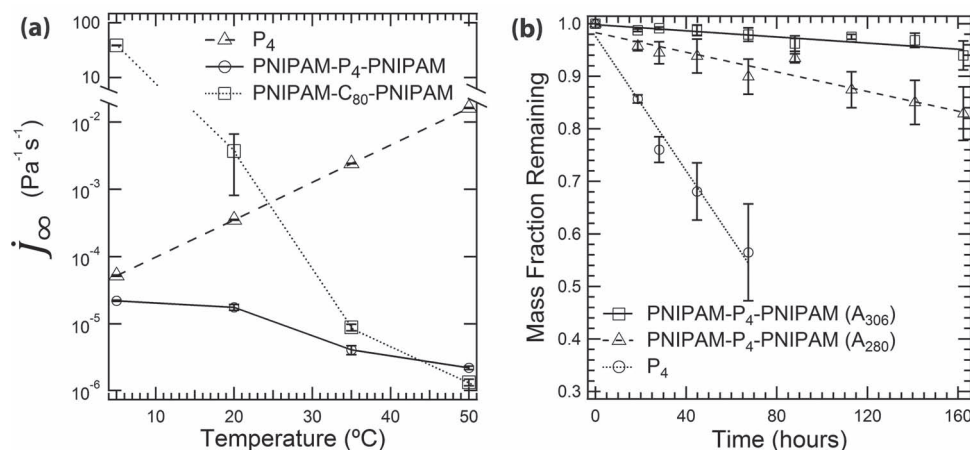 (a)
10⁰
10
10⁻²
10⁻³
10⁻⁴
10⁻⁵
10⁻⁶
j∞ (Pa⁻¹s⁻¹)
P₄
PNIPAM-P₄-PNIPAM
PNIPAM-C₈₀-PNIPAM
10 20 30 40 50
Temperature (ºC)
(b)
1.0
0.9
0.8
0.7
0.6
0.5
0.4
0.3
Mass Fraction Remaining
PNIPAM-P₄-PNIPAM (A₃₀₆)
PNIPAM-P₄-PNIPAM (A₂₈₀)
P₄
0 40 80 120 160
Time (hours)